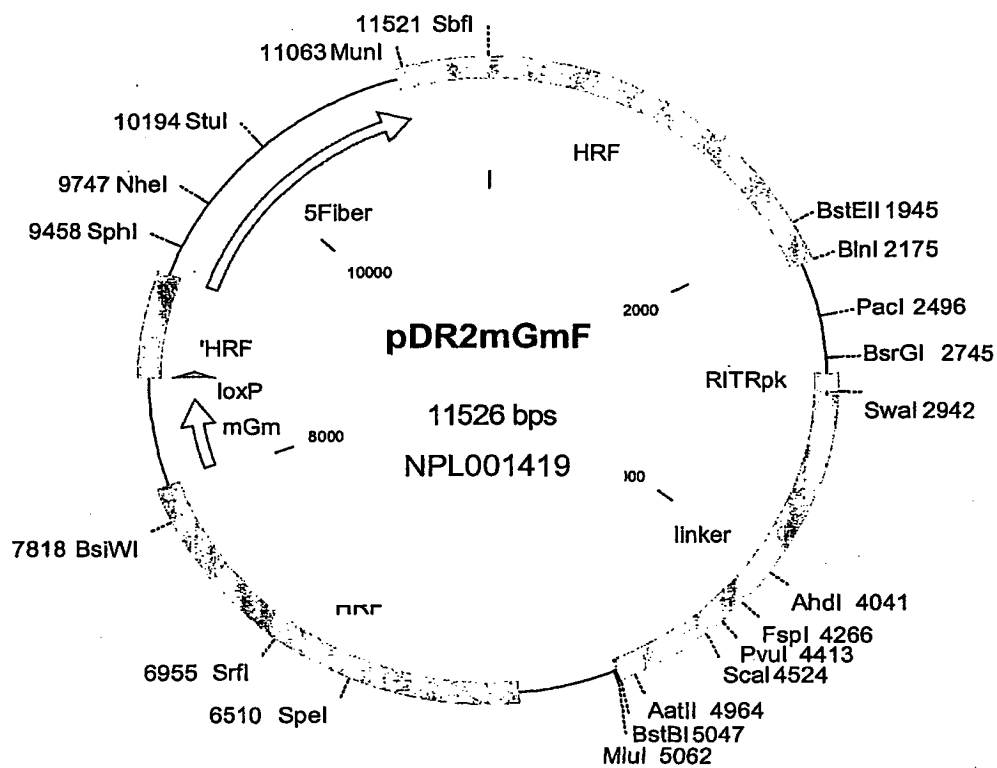 11521 SbfI
11063 MunI
10194 StuI
9747 NheI
9458 SphI
HRF
5Fiber
10000
BstEII 1945
BlnI 2175
PacI 2496
2000
BsrGI 2745
pDR2mGmF
RITRpk
'HRF
loxP
SwaI 2942
11526 bps
mGm
8000
NPL001419
000
linker
7818 BsiWI
HRF
AhdI 4041
FspI 4266
PvuI 4413
ScaI 4524
6955 SrfI
6510 SpeI
AatII 4964
BstBI 5047
MluI 5062